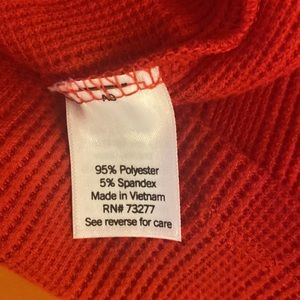 95% Polyester
5% Spandex
Made in Vietnam
RN# 73277
See reverse for care